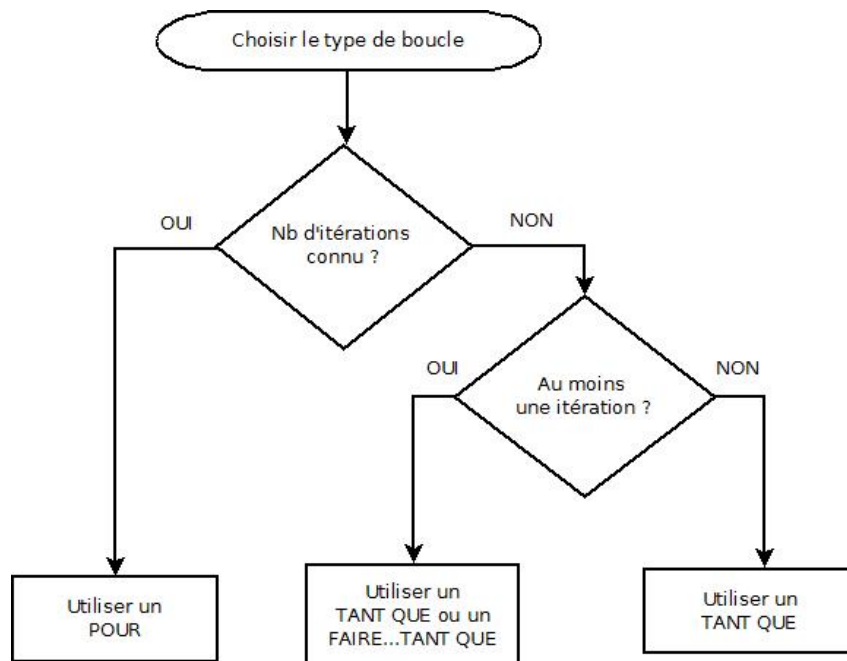 Choisir le type de boucle
OUI
Nb d'itérations
connu ?
NON
OUI
Au moins
une itération ?
NON
Utiliser un
POUR
Utiliser un
TANT QUE ou un
FAIRE...TANT QUE
Utiliser un
TANT QUE